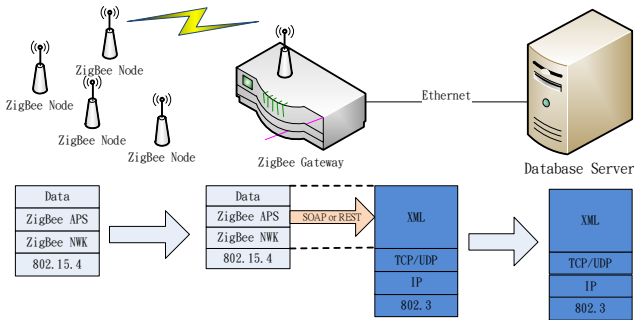 ZigBee Node
ZigBee Node
ZigBee Node
ZigBee Node
ZigBee Gateway
Ethernet
Database Server
Data
ZigBee APS
ZigBee NWK
802.15.4
Data
ZigBee APS
ZigBee NWK
802.15.4
SOAP or REST
XML
TCP/UDP
IP
802.3
XML
TCP/UDP
IP
802.3